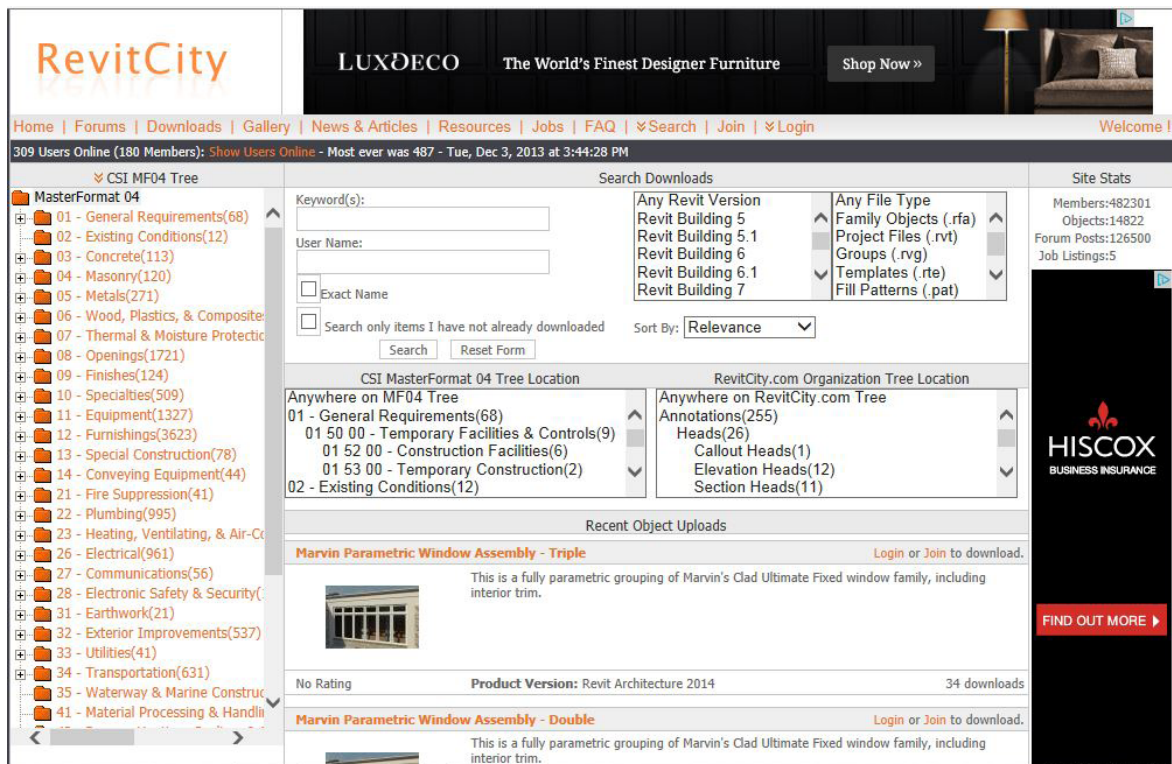 RevitCity
LUXDECO The World's Finest Designer Furniture Shop Now »
Home | Forums | Downloads | Gallery | News & Articles | Resources | Jobs | FAQ | Search | Join | Login Welcome !
309 Users Online (180 Members): Show Users Online - Most ever was 487 - Tue, Dec 3, 2013 at 3:44:28 PM
CSI MF04 Tree
MasterFormat 04
01 - General Requirements(68)
02 - Existing Conditions(12)
03 - Concrete(113)
04 - Masonry(120)
05 - Metals(271)
06 - Wood, Plastics, & Composite
07 - Thermal & Moisture Protectic
08 - Openings(1721)
09 - Finishes(124)
10 - Specialties(509)
11 - Equipment(1327)
12 - Furnishings(3623)
13 - Special Construction(78)
14 - Conveying Equipment(44)
21 - Fire Suppression(41)
22 - Plumbing(995)
23 - Heating, Ventilating, & Air-Co
26 - Electrical(961)
27 - Communications(56)
28 - Electronic Safety & Security(
31 - Earthwork(21)
32 - Exterior Improvements(537)
33 - Utilities(41)
34 - Transportation(631)
35 - Waterway & Marine Construc
41 - Material Processing & Handlin
Search Downloads
Keyword(s):
User Name:
Exact Name
Search only items I have not already downloaded
Search Reset Form
Any Revit Version
Revit Building 5
Revit Building 5.1
Revit Building 6
Revit Building 6.1
Revit Building 7
Any File Type
Family Objects (.rfa)
Project Files (.rvt)
Groups (.rvg)
Templates (.rte)
Fill Patterns (.pat)
Sort By: Relevance
CSI MasterFormat 04 Tree Location
Anywhere on MF04 Tree
01 - General Requirements(68)
01 50 00 - Temporary Facilities & Controls(9)
01 52 00 - Construction Facilities(6)
01 53 00 - Temporary Construction(2)
02 - Existing Conditions(12)
RevitCity.com Organization Tree Location
Anywhere on RevitCity.com Tree
Annotations(255)
Heads(26)
Callout Heads(1)
Elevation Heads(12)
Section Heads(11)
Recent Object Uploads
Marvin Parametric Window Assembly - Triple Login or Join to download.
This is a fully parametric grouping of Marvin's Clad Ultimate Fixed window family, including
interior trim.
No Rating Product Version: Revit Architecture 2014 34 downloads
Marvin Parametric Window Assembly - Double Login or Join to download.
This is a fully parametric grouping of Marvin's Clad Ultimate Fixed window family, including
interior trim.
Site Stats
Members:482301
Objects:14822
Forum Posts:126500
Job Listings:5
HISCOX
BUSINESS INSURANCE
FIND OUT MORE